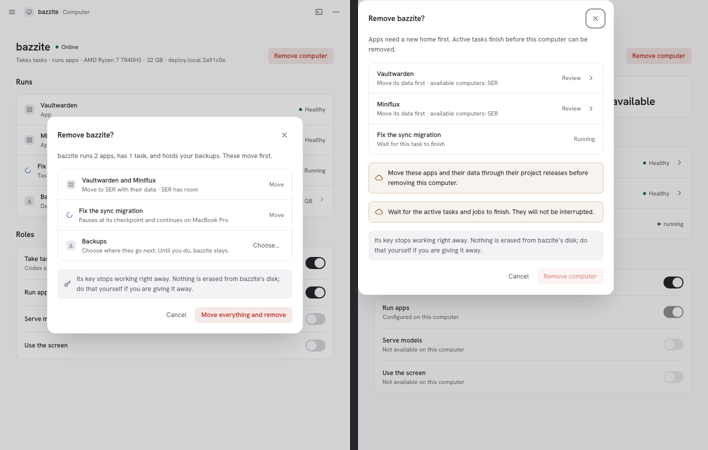 bazzite Computer
bazzite
Online
Takes tasks · runs apps · AMD Ryzen 7 7840HS · 32 GB · deploy.local 2a91c0e
Remove computer
Runs
Vaultwarden
App
Healthy
Healthy
Fix
Running
GB
Roles
Take
Codex
Run app
Serve m
Use the screen
Remove bazzite?
bazzite runs 2 apps, has 1 task, and holds your backups. These move first.
Vaultwarden and Miniflux
Move to SER with their data · SER has room
Move
Fix the sync migration
Pauses at its checkpoint and continues on MacBook Pro
Move
Backups
Choose where they go next. Until you do, bazzite stays.
Choose...
Its key stops working right away. Nothing is erased from bazzite's disk;
do that yourself if you are giving it away.
Cancel
Move everything and remove
Remove bazzite?
Apps need a new home first. Active tasks finish before this computer can be
removed.
Vaultwarden
Move its data first · available computers: SER
Review
Miniflux
Move its data first · available computers: SER
Review
Fix the sync migration
Wait for this task to finish
Running
Move these apps and their data through their project releases before
removing this computer.
Wait for the active tasks and jobs to finish. They will not be interrupted.
Its key stops working right away. Nothing is erased from bazzite's disk; do
that yourself if you are giving it away.
Cancel
Remove computer
Remove computer
available
Healthy
Healthy
running
Run apps
Configured on this computer
Serve models
Not available on this computer
Use the screen
Not available on this computer